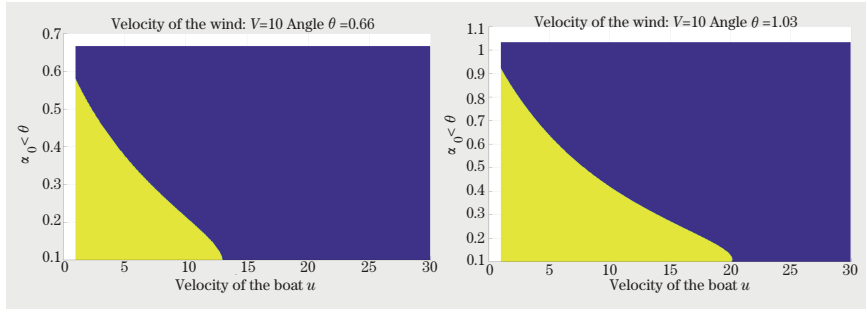 Velocity of the wind: V=10 Angle θ =0.66
0.7
0.6
0.5
0.4
0.3
0.2
0.1
α₀< θ
0 5 10 15 20 25 30
Velocity of the boat u
Velocity of the wind: V=10 Angle θ =1.03
1.1
1
0.9
0.8
0.7
0.6
0.5
0.4
0.3
0.2
0.1
α₀< θ
0 5 10 15 20 25 30
Velocity of the boat u